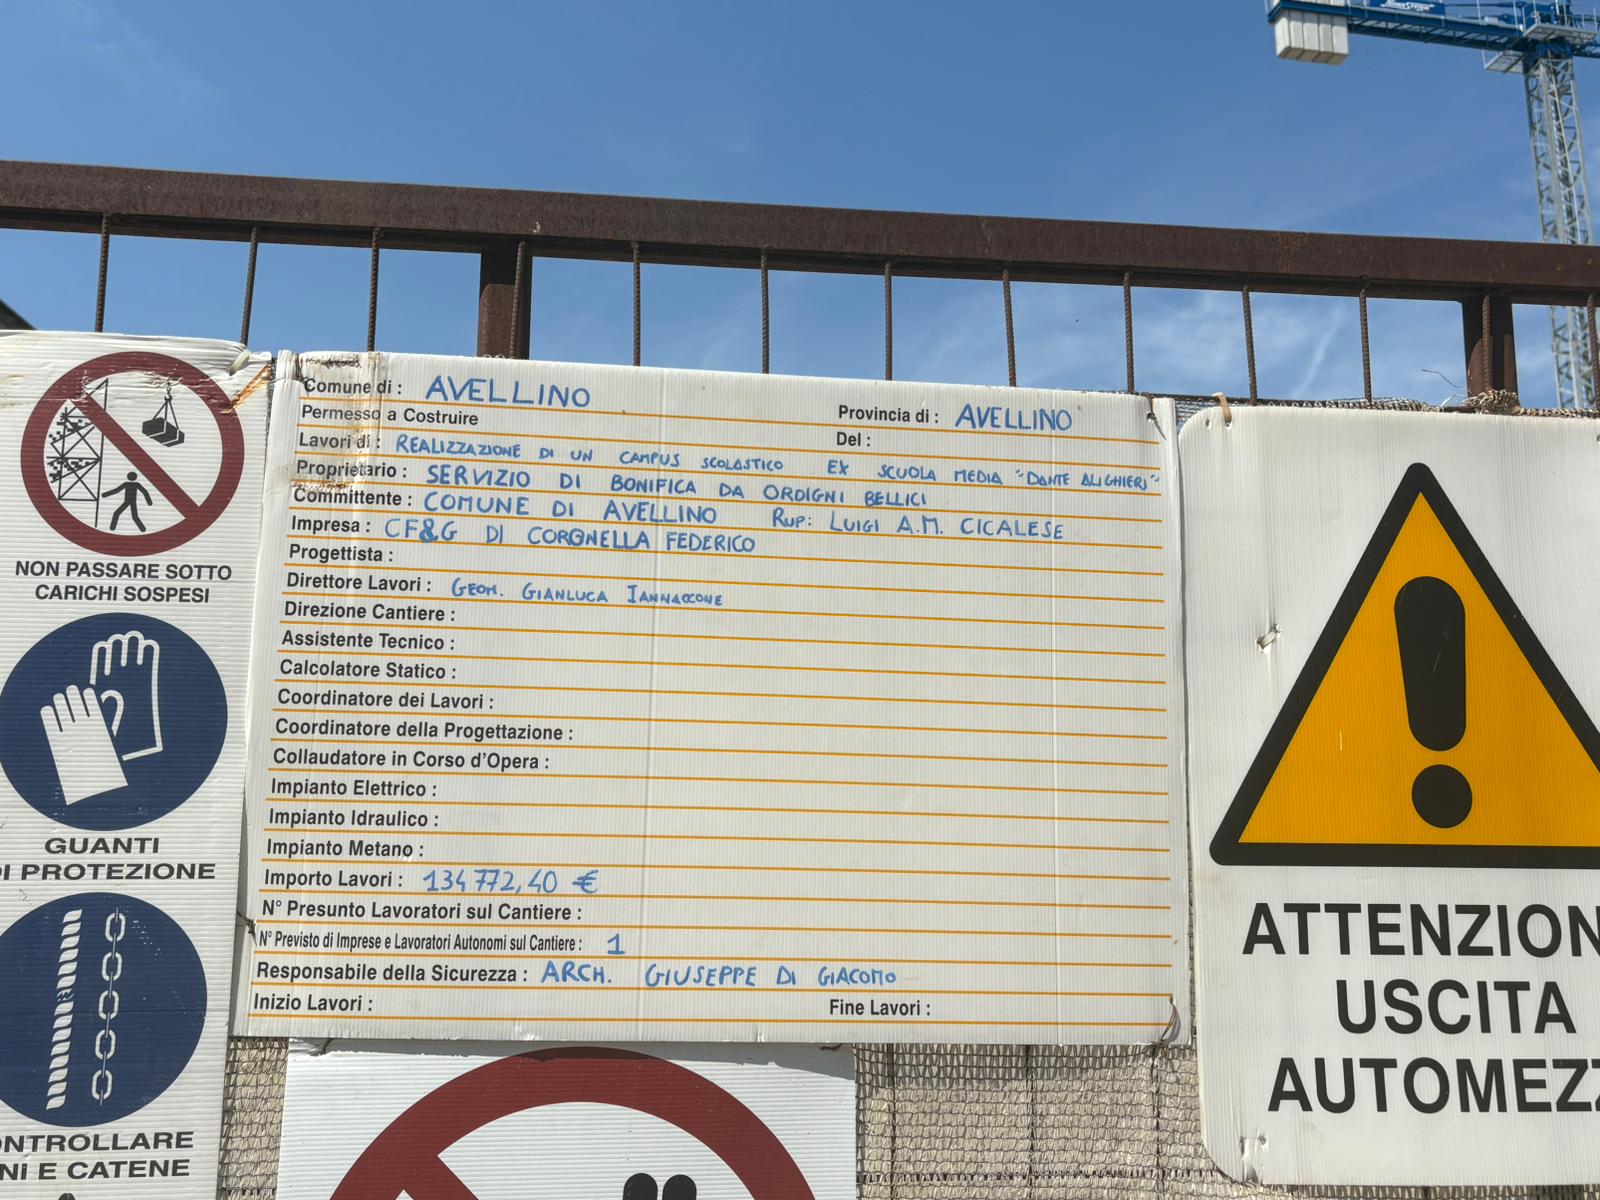 Comune di : AVELLINO Provincia di : AVELLINO
Permesso a Costruire Del :
Lavori di : REALIZZAZIONE DI UN CAMPUS SCOLASTICO EX SCUOLA MEDIA "DANTE ALIGHIERI"
Proprietario : SERVIZIO DI BONIFICA DA ORDIGNI BELLICI
Committente : COMUNE DI AVELLINO RUP: LUIGI A.M. CICALESE
Impresa : CF&G DI CORONELLA FEDERICO
Progettista :
Direttore Lavori : GEOM. GIANLUCA IANNACCONE
Direzione Cantiere :
Assistente Tecnico :
Calcolatore Statico :
Coordinatore dei Lavori :
Coordinatore della Progettazione :
Collaudatore in Corso d'Opera :
Impianto Elettrico :
Impianto Idraulico :
Impianto Metano :
Importo Lavori : 134772,40 €
N° Presunto Lavoratori sul Cantiere :
N° Previsto di Imprese e Lavoratori Autonomi sul Cantiere : 1
Responsabile della Sicurezza : ARCH. GIUSEPPE DI GIACOMO
Inizio Lavori : Fine Lavori :
NON PASSARE SOTTO
CARICHI SOSPESI
GUANTI
DI PROTEZIONE
ONTROLLARE
NI E CATENE
ATTENZION
USCITA
AUTOMEZZ